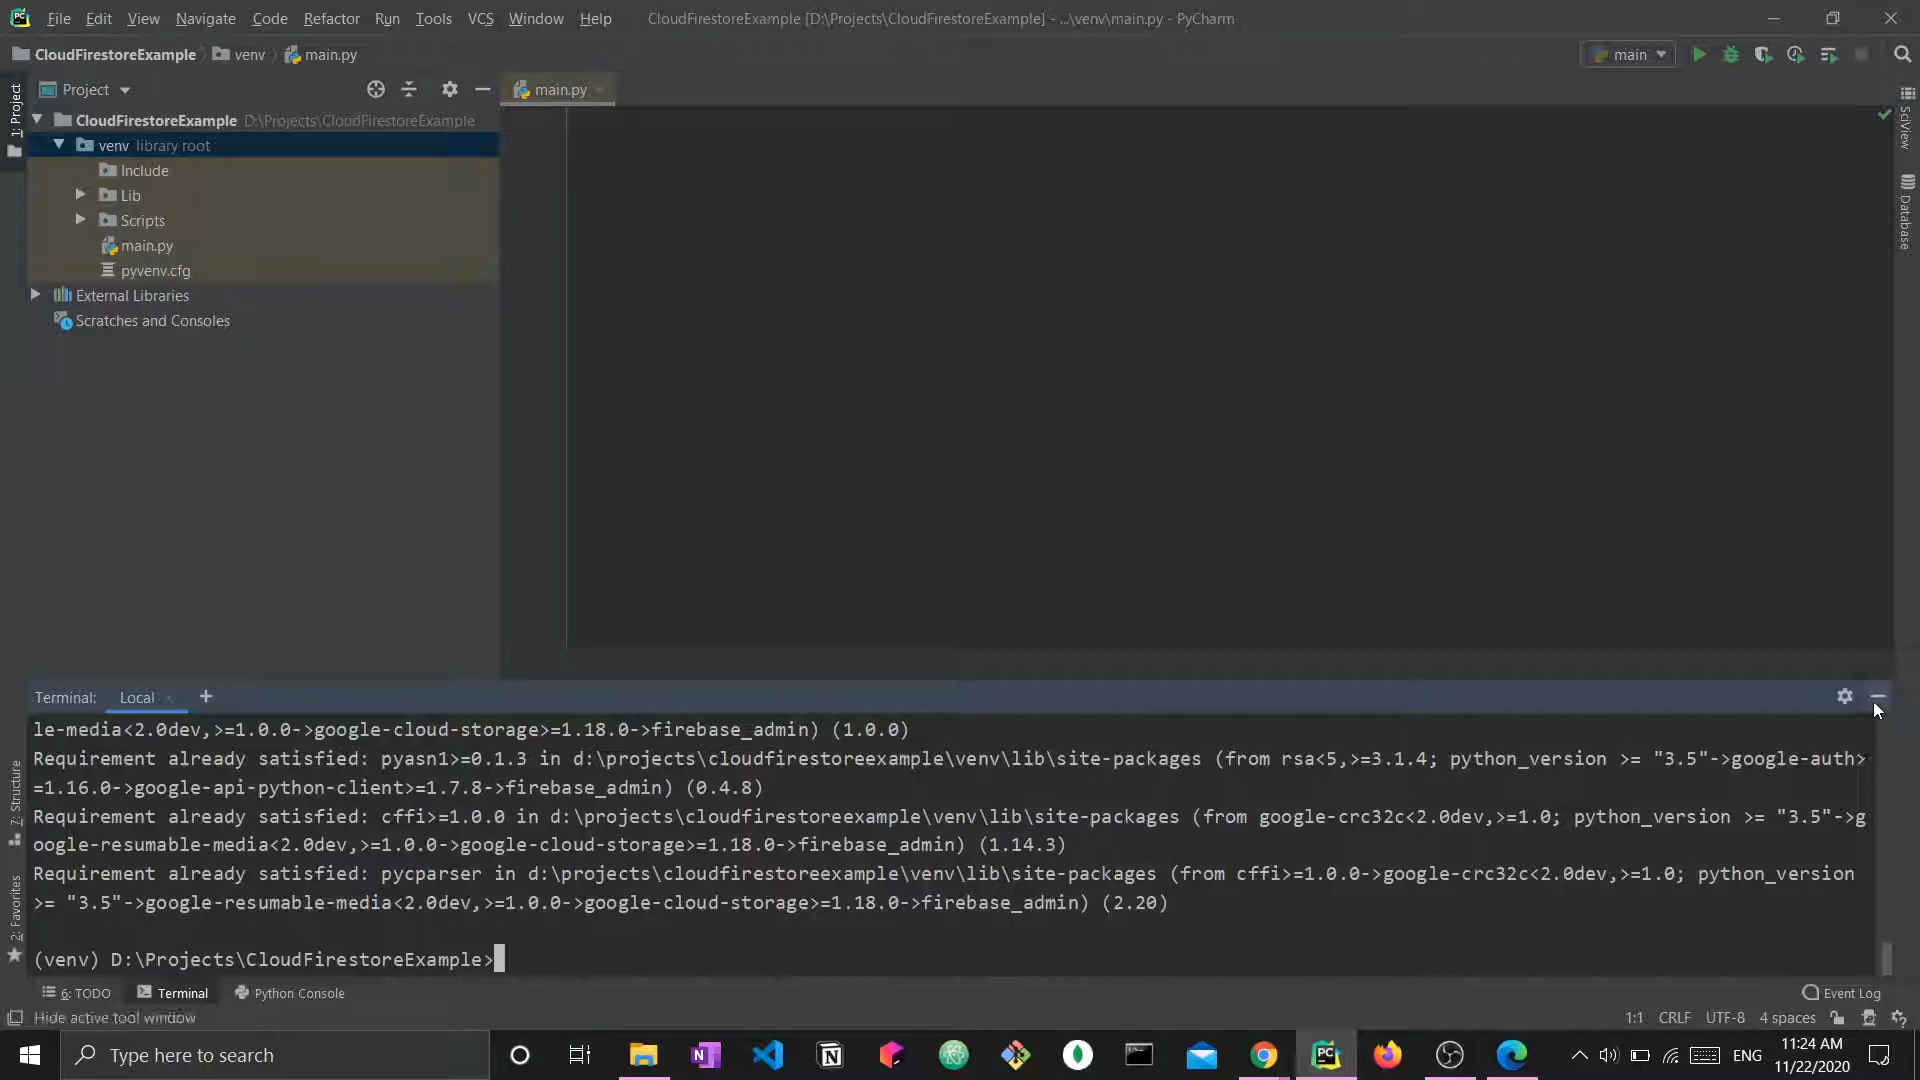 File Edit View Navigate Code Refactor Run Tools VCS Window Help CloudFirestoreExample [D:\Projects\CloudFirestoreExample] - ...\venv\main.py - PyCharm
CloudFirestoreExample venv main.py main
Project
main.py
1: Project
CloudFirestoreExample D:\Projects\CloudFirestoreExample
venv library root
Include
Lib
Scripts
main.py
pyvenv.cfg
External Libraries
Scratches and Consoles
SciView
Database
Terminal: Local
le-media<2.0dev,>=1.0.0->google-cloud-storage>=1.18.0->firebase_admin) (1.0.0)
Requirement already satisfied: pyasn1>=0.1.3 in d:\projects\cloudfirestoreexample\venv\lib\site-packages (from rsa<5,>=3.1.4; python_version >= "3.5"->google-auth>
=1.16.0->google-api-python-client>=1.7.8->firebase_admin) (0.4.8)
Requirement already satisfied: cffi>=1.0.0 in d:\projects\cloudfirestoreexample\venv\lib\site-packages (from google-crc32c<2.0dev,>=1.0; python_version >= "3.5"->g
oogle-resumable-media<2.0dev,>=1.0.0->google-cloud-storage>=1.18.0->firebase_admin) (1.14.3)
Requirement already satisfied: pycparser in d:\projects\cloudfirestoreexample\venv\lib\site-packages (from cffi>=1.0.0->google-crc32c<2.0dev,>=1.0; python_version
>= "3.5"->google-resumable-media<2.0dev,>=1.0.0->google-cloud-storage>=1.18.0->firebase_admin) (2.20)
(venv) D:\Projects\CloudFirestoreExample>
7: Structure
2: Favorites
6: TODO Terminal Python Console Event Log
Hide active tool window 1:1 CRLF UTF-8 4 spaces
Type here to search ENG 11:24 AM
11/22/2020